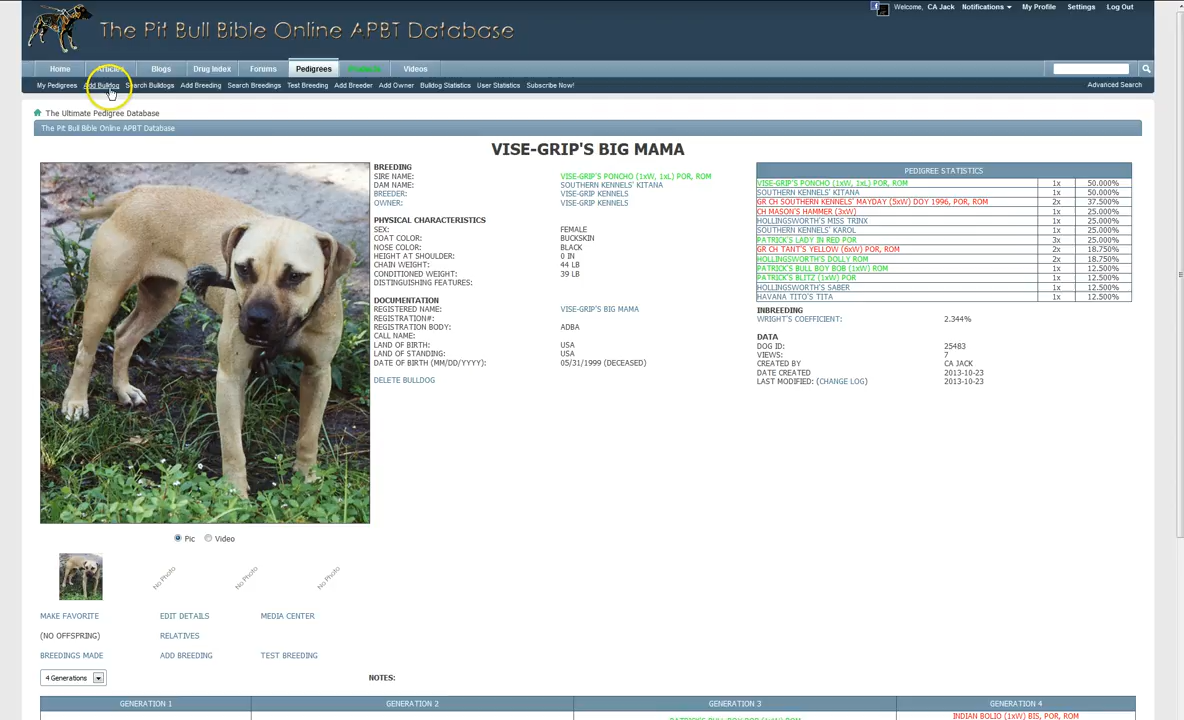 Welcome, CA Jack Notifications My Profile Settings Log Out
The Pit Bull Bible Online APBT Database
Home Articles Blogs Drug Index Forums Pedigrees Products Videos
My Pedigrees Add Bulldog Search Bulldogs Add Breeding Search Breedings Test Breeding Add Breeder Add Owner Bulldog Statistics User Statistics Subscribe Now! Advanced Search
The Ultimate Pedigree Database
The Pit Bull Bible Online APBT Database
VISE-GRIP'S BIG MAMA
BREEDING
SIRE NAME: VISE-GRIP'S PONCHO (1xW, 1xL) POR, ROM
DAM NAME: SOUTHERN KENNELS' KITANA
BREEDER: VISE-GRIP KENNELS
OWNER: VISE-GRIP KENNELS
PHYSICAL CHARACTERISTICS
SEX: FEMALE
COAT COLOR: BUCKSKIN
NOSE COLOR: BLACK
HEIGHT AT SHOULDER: 0 IN
CHAIN WEIGHT: 44 LB
CONDITIONED WEIGHT: 39 LB
DISTINGUISHING FEATURES:
DOCUMENTATION
REGISTERED NAME: VISE-GRIP'S BIG MAMA
REGISTRATION#:
REGISTRATION BODY: ADBA
CALL NAME:
LAND OF BIRTH: USA
LAND OF STANDING: USA
DATE OF BIRTH (MM/DD/YYYY): 05/31/1999 (DECEASED)
DELETE BULLDOG
PEDIGREE STATISTICS
VISE-GRIP'S PONCHO (1xW, 1xL) POR, ROM 1x 50.000%
SOUTHERN KENNELS' KITANA 1x 50.000%
GR CH SOUTHERN KENNELS' MAYDAY (5xW) DOY 1996, POR, ROM 2x 37.500%
CH MASON'S HAMMER (3xW) 1x 25.000%
HOLLINGSWORTH'S MISS TRINX 1x 25.000%
SOUTHERN KENNELS' KAROL 1x 25.000%
PATRICK'S LADY IN RED POR 3x 25.000%
GR CH TANT'S YELLOW (6xW) POR, ROM 2x 18.750%
HOLLINGSWORTH'S DOLLY ROM 2x 18.750%
PATRICK'S BULL BOY BOB (1xW) ROM 1x 12.500%
PATRICK'S BLITZ (1xW) POR 1x 12.500%
HOLLINGSWORTH'S SABER 1x 12.500%
HAVANA TITO'S TITA 1x 12.500%
INBREEDING
WRIGHT'S COEFFICIENT: 2.344%
DATA
DOG ID: 25483
VIEWS: 7
CREATED BY CA JACK
DATE CREATED 2013-10-23
LAST MODIFIED: (CHANGE LOG) 2013-10-23
Pic Video
No Photo No Photo No Photo
MAKE FAVORITE EDIT DETAILS MEDIA CENTER
(NO OFFSPRING) RELATIVES
BREEDINGS MADE ADD BREEDING TEST BREEDING
4 Generations NOTES:
GENERATION 1 GENERATION 2 GENERATION 3 GENERATION 4
PATRICK'S BULL BOY BOB (1xW) ROM INDIAN BOLIO (1xW) BIS, POR, ROM